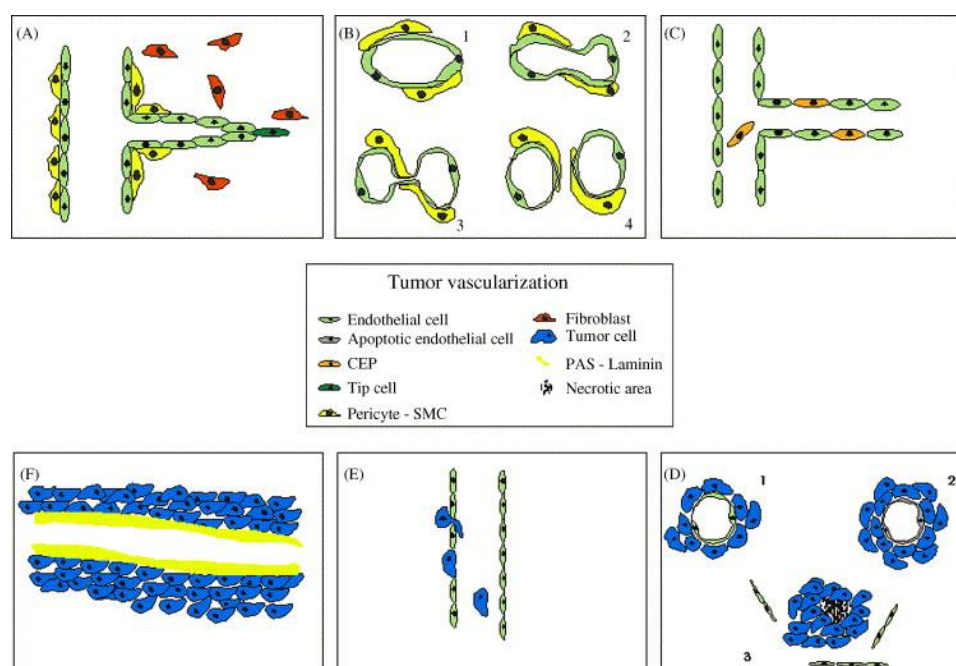 (A)
(B)
1
2
3
4
(C)
Tumor vascularization
Endothelial cell
Apoptotic endothelial cell
CEP
Tip cell
Pericyte - SMC
Fibroblast
Tumor cell
PAS - Laminin
Necrotic area
(F)
(E)
(D)
1
2
3